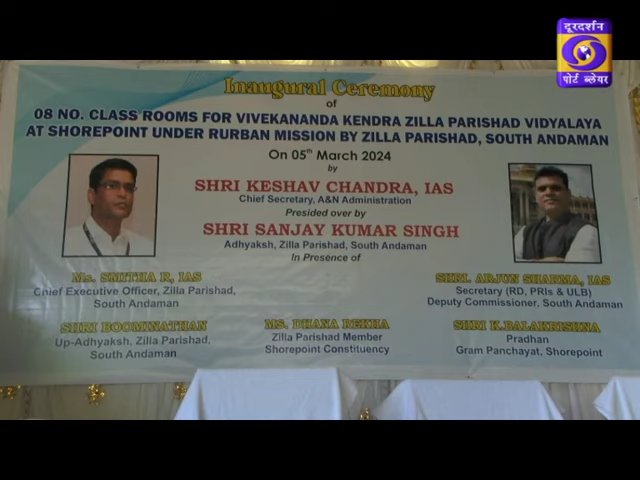 दूरदर्शन
पोर्ट ब्लेयर
Inaugural Ceremony
of
08 NO. CLASS ROOMS FOR VIVEKANANDA KENDRA ZILLA PARISHAD VIDYALAYA
AT SHOREPOINT UNDER RURBAN MISSION BY ZILLA PARISHAD, SOUTH ANDAMAN
On 05th March 2024
by
SHRI KESHAV CHANDRA, IAS
Chief Secretary, A&N Administration
Presided over by
SHRI SANJAY KUMAR SINGH
Adhyaksh, Zilla Parishad, South Andaman
In Presence of
Ms. SMITHA R, IAS
Chief Executive Officer, Zilla Parishad,
South Andaman
SHRI. ARJUN SHARMA, IAS
Secretary (RD, PRIs & ULB)
Deputy Commissioner, South Andaman
SHRI BOOMINATHAN
Up-Adhyaksh, Zilla Parishad,
South Andaman
MS. DHANA REKHA
Zilla Parishad Member
Shorepoint Constituency
SHRI K.BALAKRISHNA
Pradhan
Gram Panchayat, Shorepoint